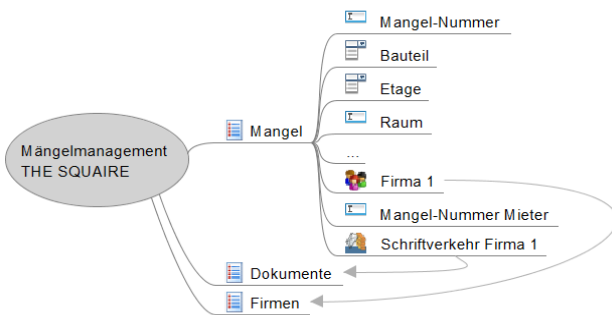 Mangel-Nummer
Bauteil
Etage
Mangel
Raum
Mängelmanagement
THE SQUAIRE
...
Firma 1
Mangel-Nummer Mieter
Schriftverkehr Firma 1
Dokumente
Firmen